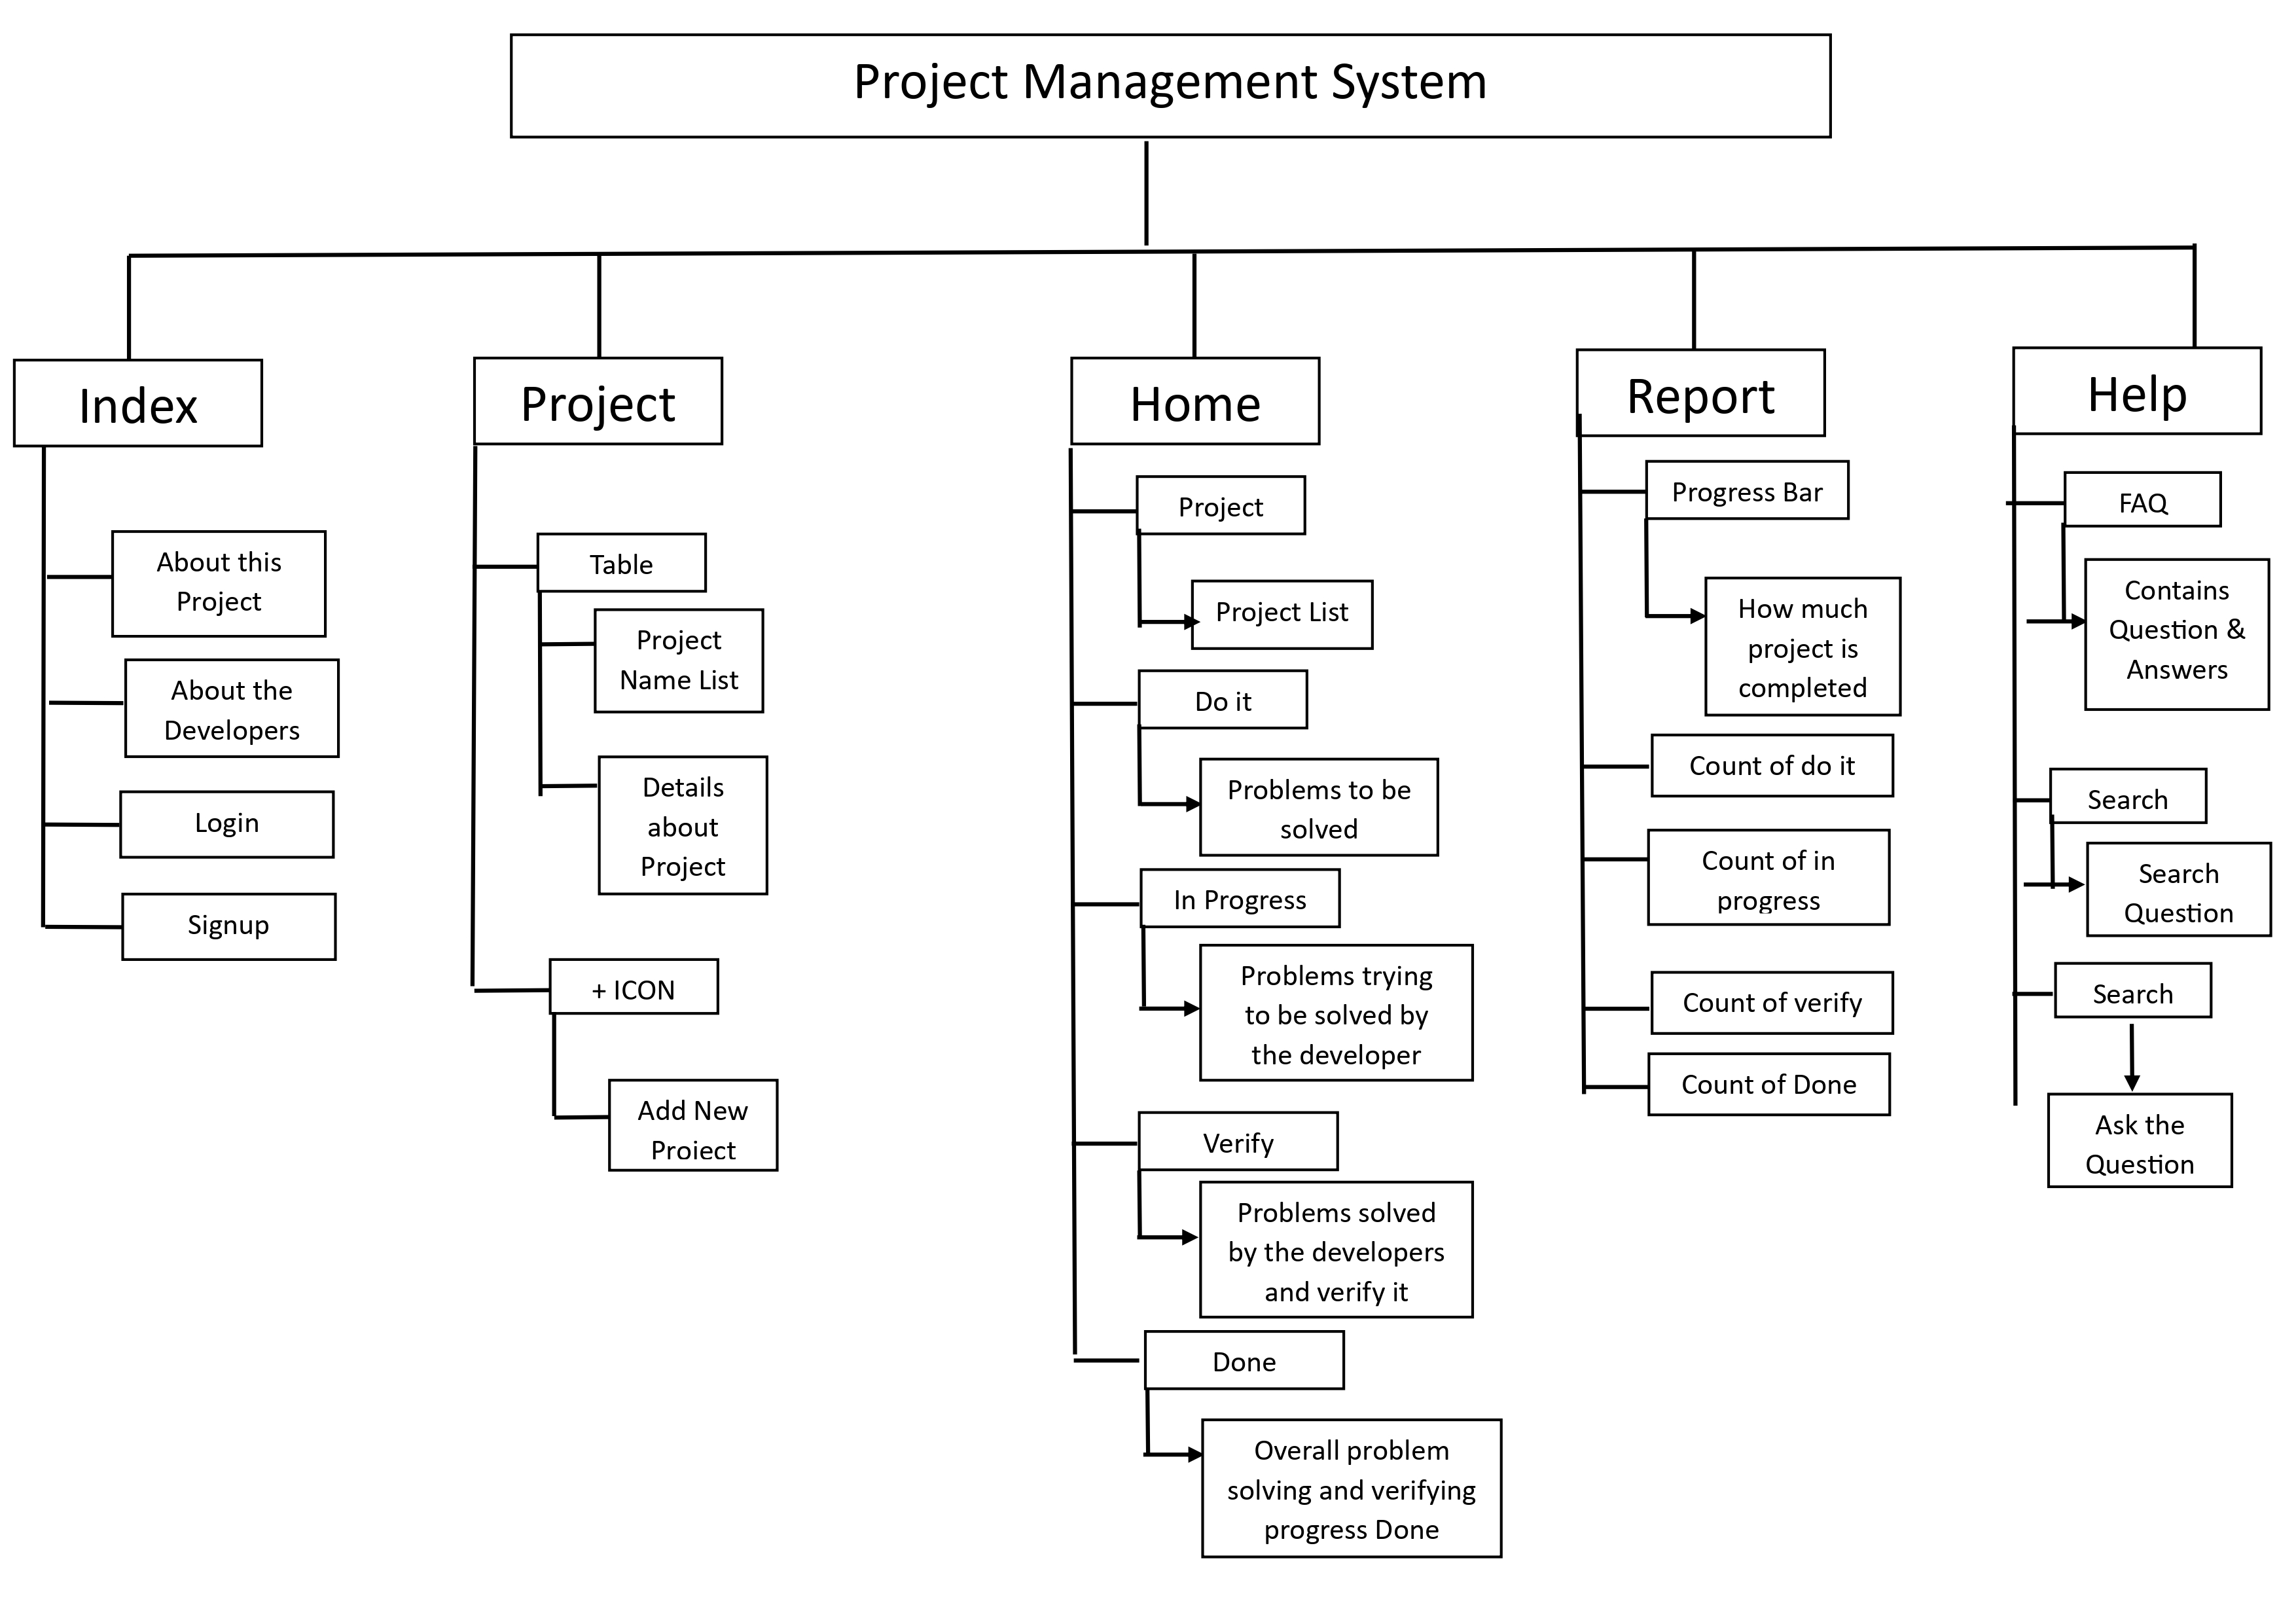 Project Management System
Index
About this
Project
About the
Developers
Login
Signup
Project
Table
Project
Name List
Details
about
Project
+ ICON
Add New
Project
Home
Project
Project List
Do it
Problems to be
solved
In Progress
Problems trying
to be solved by
the developer
Verify
Problems solved
by the developers
and verify it
Done
Overall problem
solving and verifying
progress Done
Report
Progress Bar
How much
project is
completed
Count of do it
Count of in
progress
Count of verify
Count of Done
Help
FAQ
Contains
Question &
Answers
Search
Search
Question
Search
Ask the
Question